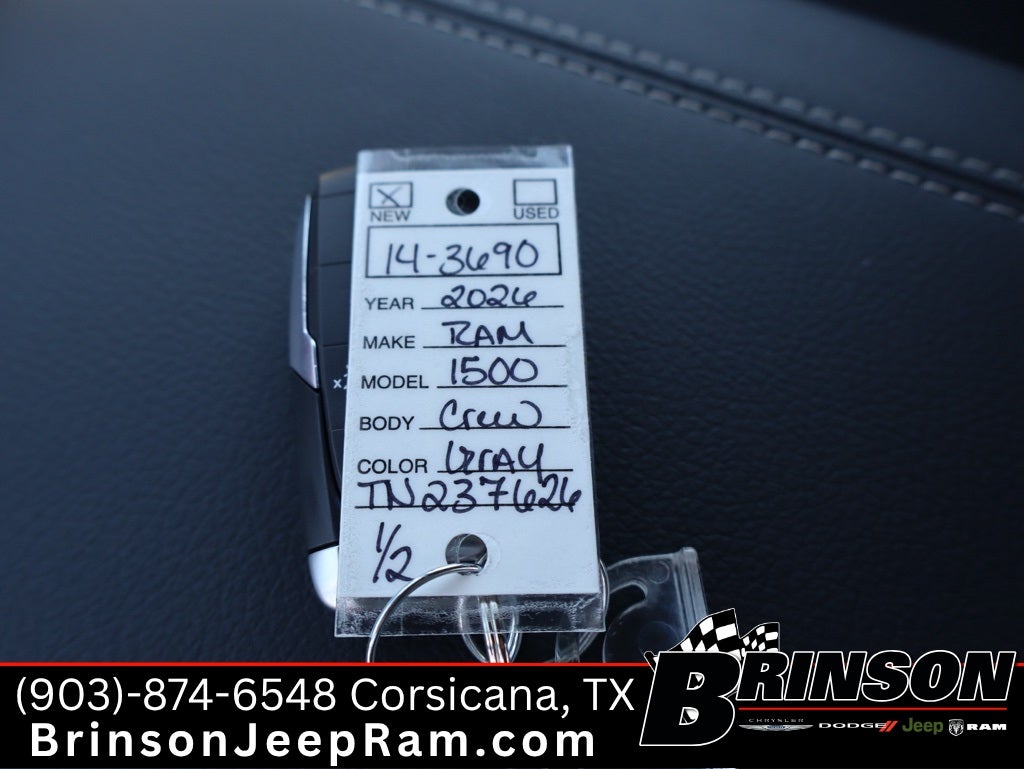 NEW USED
14-3690
YEAR 2026
MAKE RAM
MODEL 1500
BODY Crew
COLOR Gray
TN237626
1/2
(903)-874-6548 Corsicana, TX
BrinsonJeepRam.com
BRINSON
CHRYSLER DODGE Jeep RAM